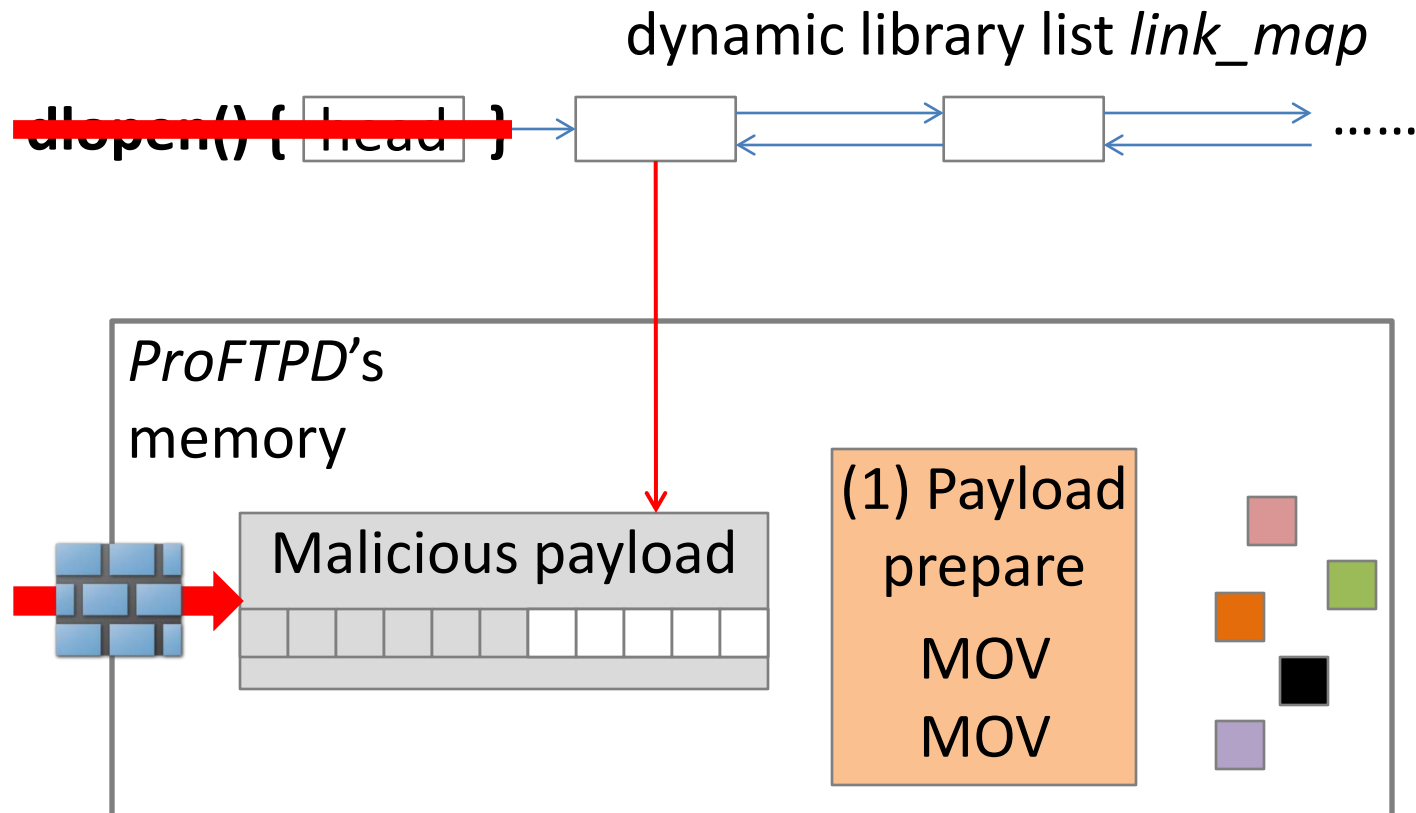 dynamic library list link_map
dlopen() { head }
......
ProFTPD's
memory
Malicious payload
(1) Payload
prepare
MOV
MOV